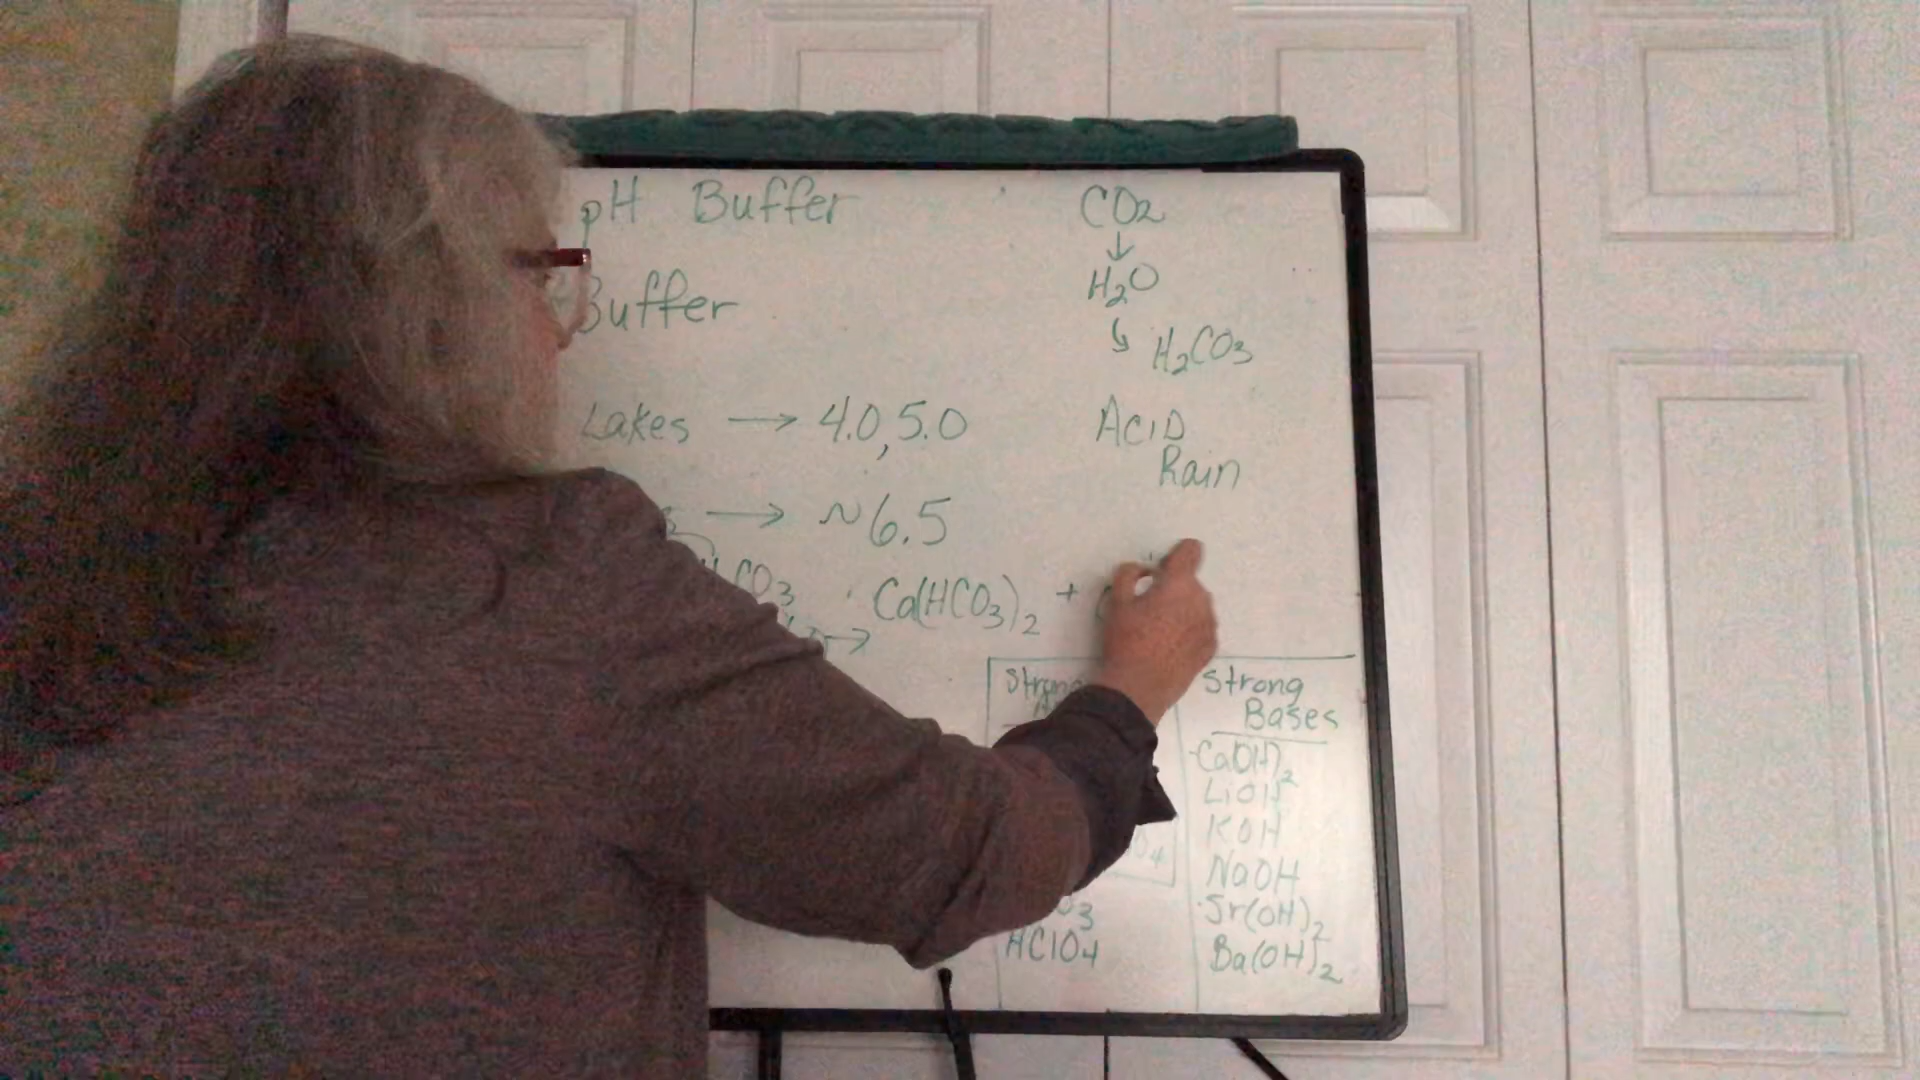 pH Buffer
Buffer
Lakes → 4.0, 5.0
→ ~6.5
CO3
Ca(HCO3)2 +
→
CO2
↓
H2O
↳ H2CO3
ACID
Rain
HClO4
Strong
Bases
Ca(OH)2
LiOH
KOH
NaOH
Sr(OH)2
Ba(OH)2